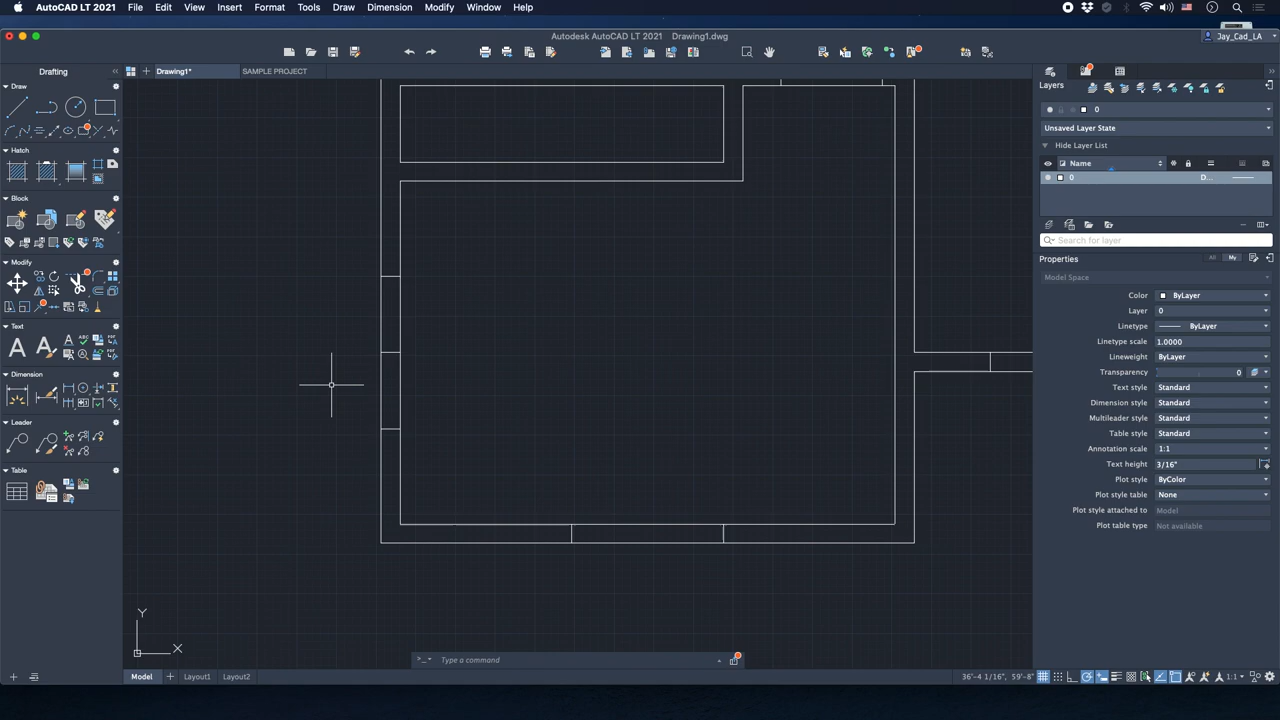 AutoCAD LT 2021 File Edit View Insert Format Tools Draw Dimension Modify Window Help
Autodesk AutoCAD LT 2021 Drawing1.dwg
Jay_Cad_LA
Drafting
Drawing1*
SAMPLE PROJECT
Draw
Hatch
Block
Modify
Text
A
Dimension
Leader
Table
Y
X
>_ Type a command
Model
Layout1
Layout2
36'-4 1/16", 59'-8"
1:1
Layers
0
Unsaved Layer State
Hide Layer List
Name
0 D...
Search for layer
Properties
All My
Model Space
Color ByLayer
Layer 0
Linetype ByLayer
Linetype scale 1.0000
Lineweight ByLayer
Transparency 0
Text style Standard
Dimension style Standard
Multileader style Standard
Table style Standard
Annotation scale 1:1
Text height 3/16"
Plot style ByColor
Plot style table None
Plot style attached to Model
Plot table type Not available